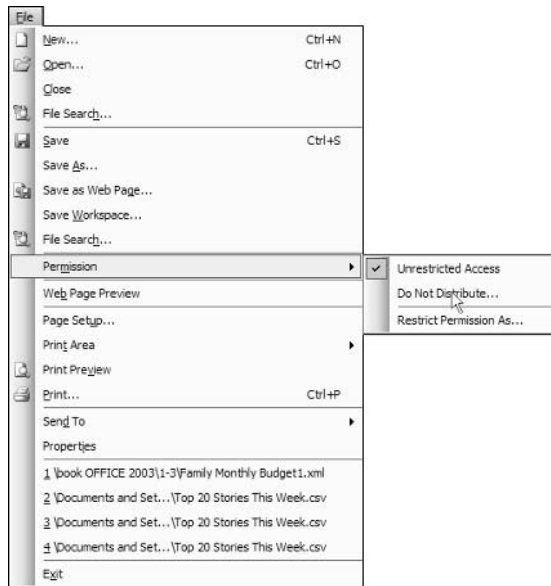 File
New... Ctrl+N
Open... Ctrl+O
Close
File Search...
Save Ctrl+S
Save As...
Save as Web Page...
Save Workspace...
File Search...
Permission
Unrestricted Access
Do Not Distribute...
Restrict Permission As...
Web Page Preview
Page Setup...
Print Area
Print Preview
Print... Ctrl+P
Send To
Properties
1 \book OFFICE 2003\1-3\Family Monthly Budget1.xml
2 \Documents and Set...\Top 20 Stories This Week.csv
3 \Documents and Set...\Top 20 Stories This Week.csv
4 \Documents and Set...\Top 20 Stories This Week.csv
Exit